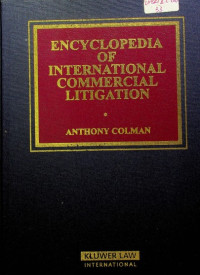 ENCYCLOPEDIA
OF
INTERNATIONAL
COMMERCIAL
LITIGATION
ANTHONY COLMAN
KLUWER LAW
INTERNATIONAL